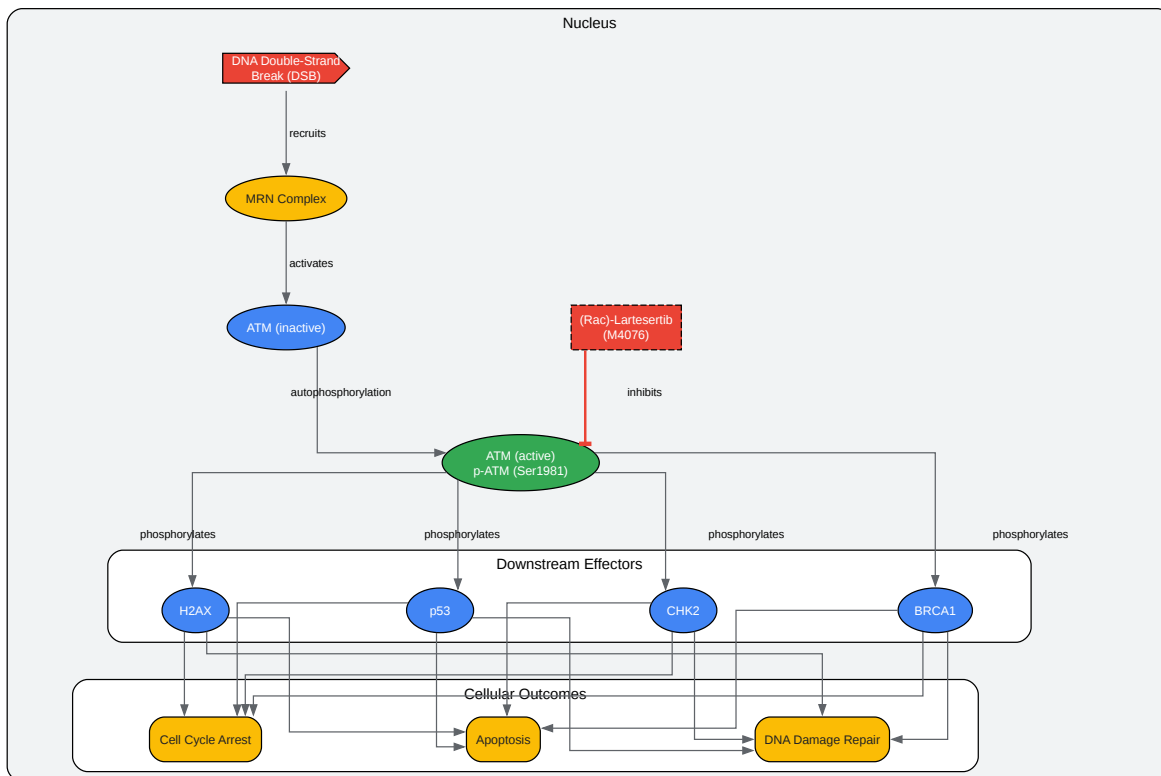 Nucleus
DNA Double-Strand
Break (DSB)
recruits
MRN Complex
activates
ATM (inactive)
(Rac)-Lartesertib
(M4076)
autophosphorylation
inhibits
ATM (active)
p-ATM (Ser1981)
phosphorylates
phosphorylates
phosphorylates
phosphorylates
Downstream Effectors
H2AX
p53
CHK2
BRCA1
Cellular Outcomes
Cell Cycle Arrest
Apoptosis
DNA Damage Repair